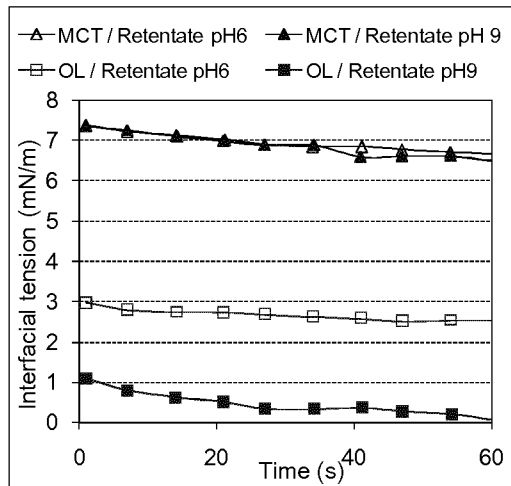 MCT / Retentate pH6 MCT / Retentate pH 9
OL / Retentate pH6 OL / Retentate pH9
Interfacial tension (mN/m)
8
7
6
5
4
3
2
1
0
0 20 40 60
Time (s)